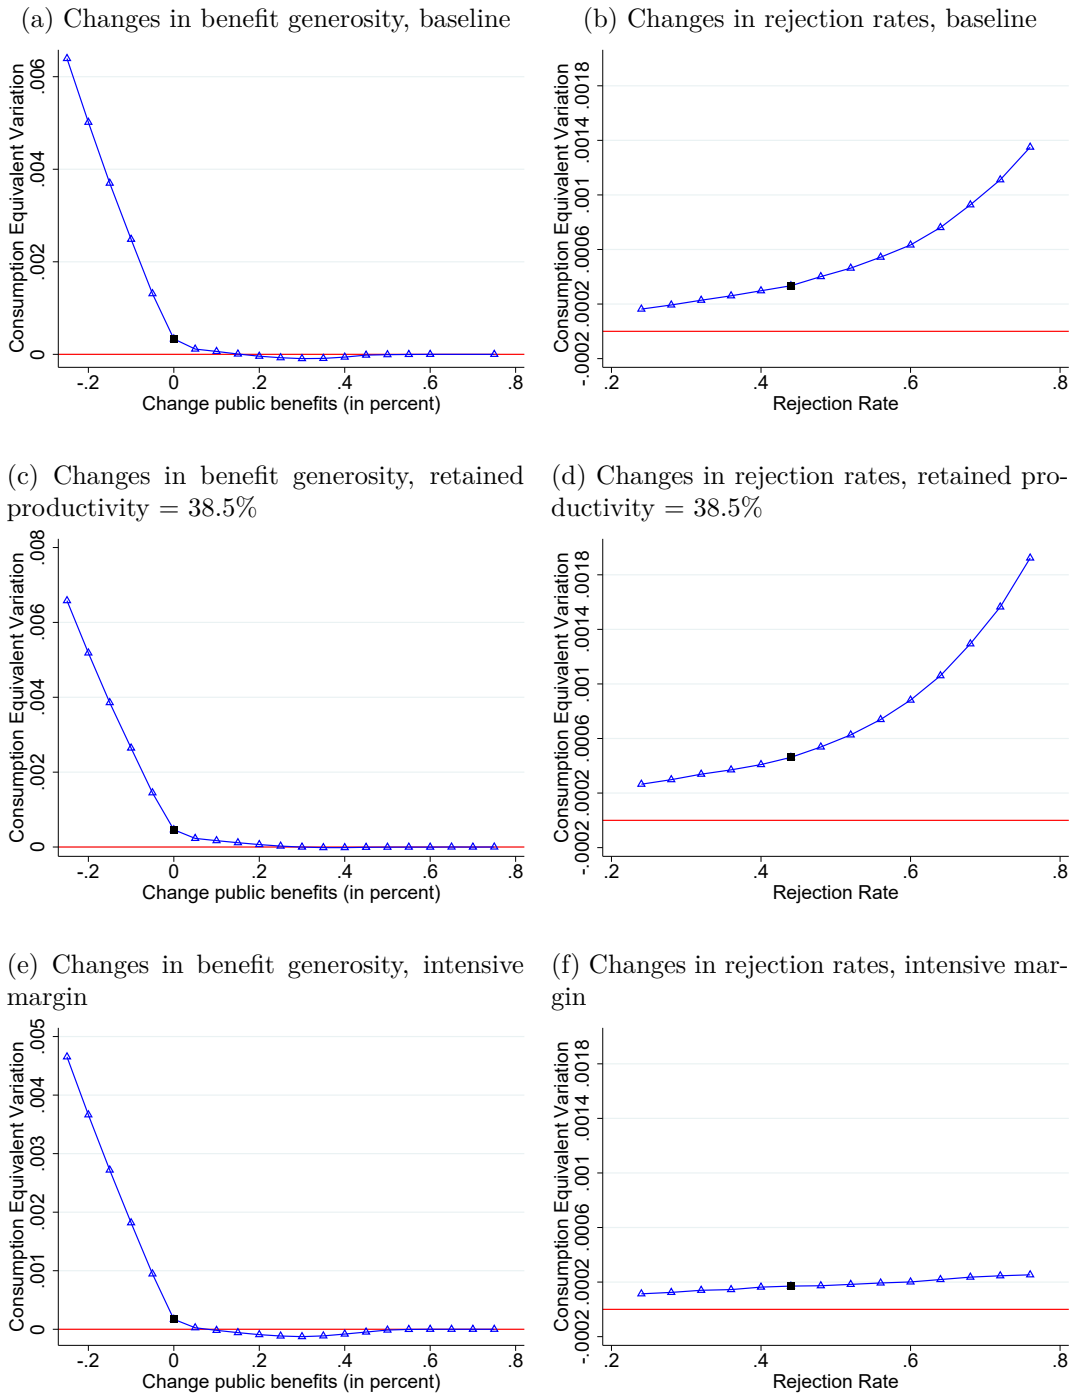 (a) Changes in benefit generosity, baseline
Consumption Equivalent Variation
0 .002 .004 .006
-.2 0 .2 .4 .6 .8
Change public benefits (in percent)
(b) Changes in rejection rates, baseline
Consumption Equivalent Variation
-.0002 .0002 .0006 .001 .0014 .0018
.2 .4 .6 .8
Rejection Rate
(c) Changes in benefit generosity, retained
productivity = 38.5%
Consumption Equivalent Variation
0 .002 .004 .006 .008
-.2 0 .2 .4 .6 .8
Change public benefits (in percent)
(d) Changes in rejection rates, retained pro-
ductivity = 38.5%
Consumption Equivalent Variation
-.0002 .0002 .0006 .001 .0014 .0018
.2 .4 .6 .8
Rejection Rate
(e) Changes in benefit generosity, intensive
margin
Consumption Equivalent Variation
0 .001 .002 .003 .004 .005
-.2 0 .2 .4 .6 .8
Change public benefits (in percent)
(f) Changes in rejection rates, intensive mar-
gin
Consumption Equivalent Variation
-.0002 .0002 .0006 .001 .0014 .0018
.2 .4 .6 .8
Rejection Rate